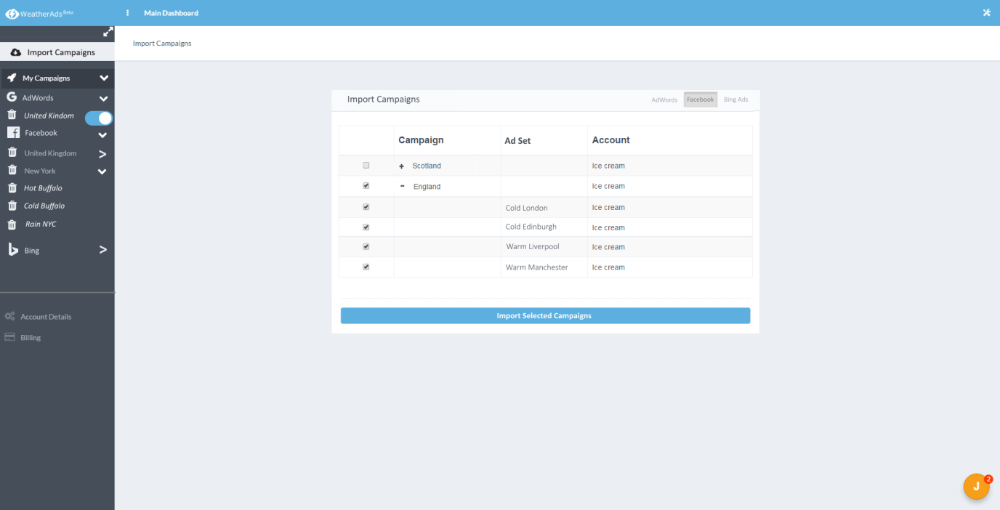 WeatherAds Beta
Main Dashboard
Import Campaigns
Import Campaigns
My Campaigns
AdWords
United Kindom
Facebook
United Kingdom
New York
Hot Buffalo
Cold Buffalo
Rain NYC
Bing
Account Details
Billing
Import Campaigns AdWords Facebook Bing Ads
Campaign Ad Set Account
+ Scotland Ice cream
- England Ice cream
Cold London Ice cream
Cold Edinburgh Ice cream
Warm Liverpool Ice cream
Warm Manchester Ice cream
Import Selected Campaigns
J 2